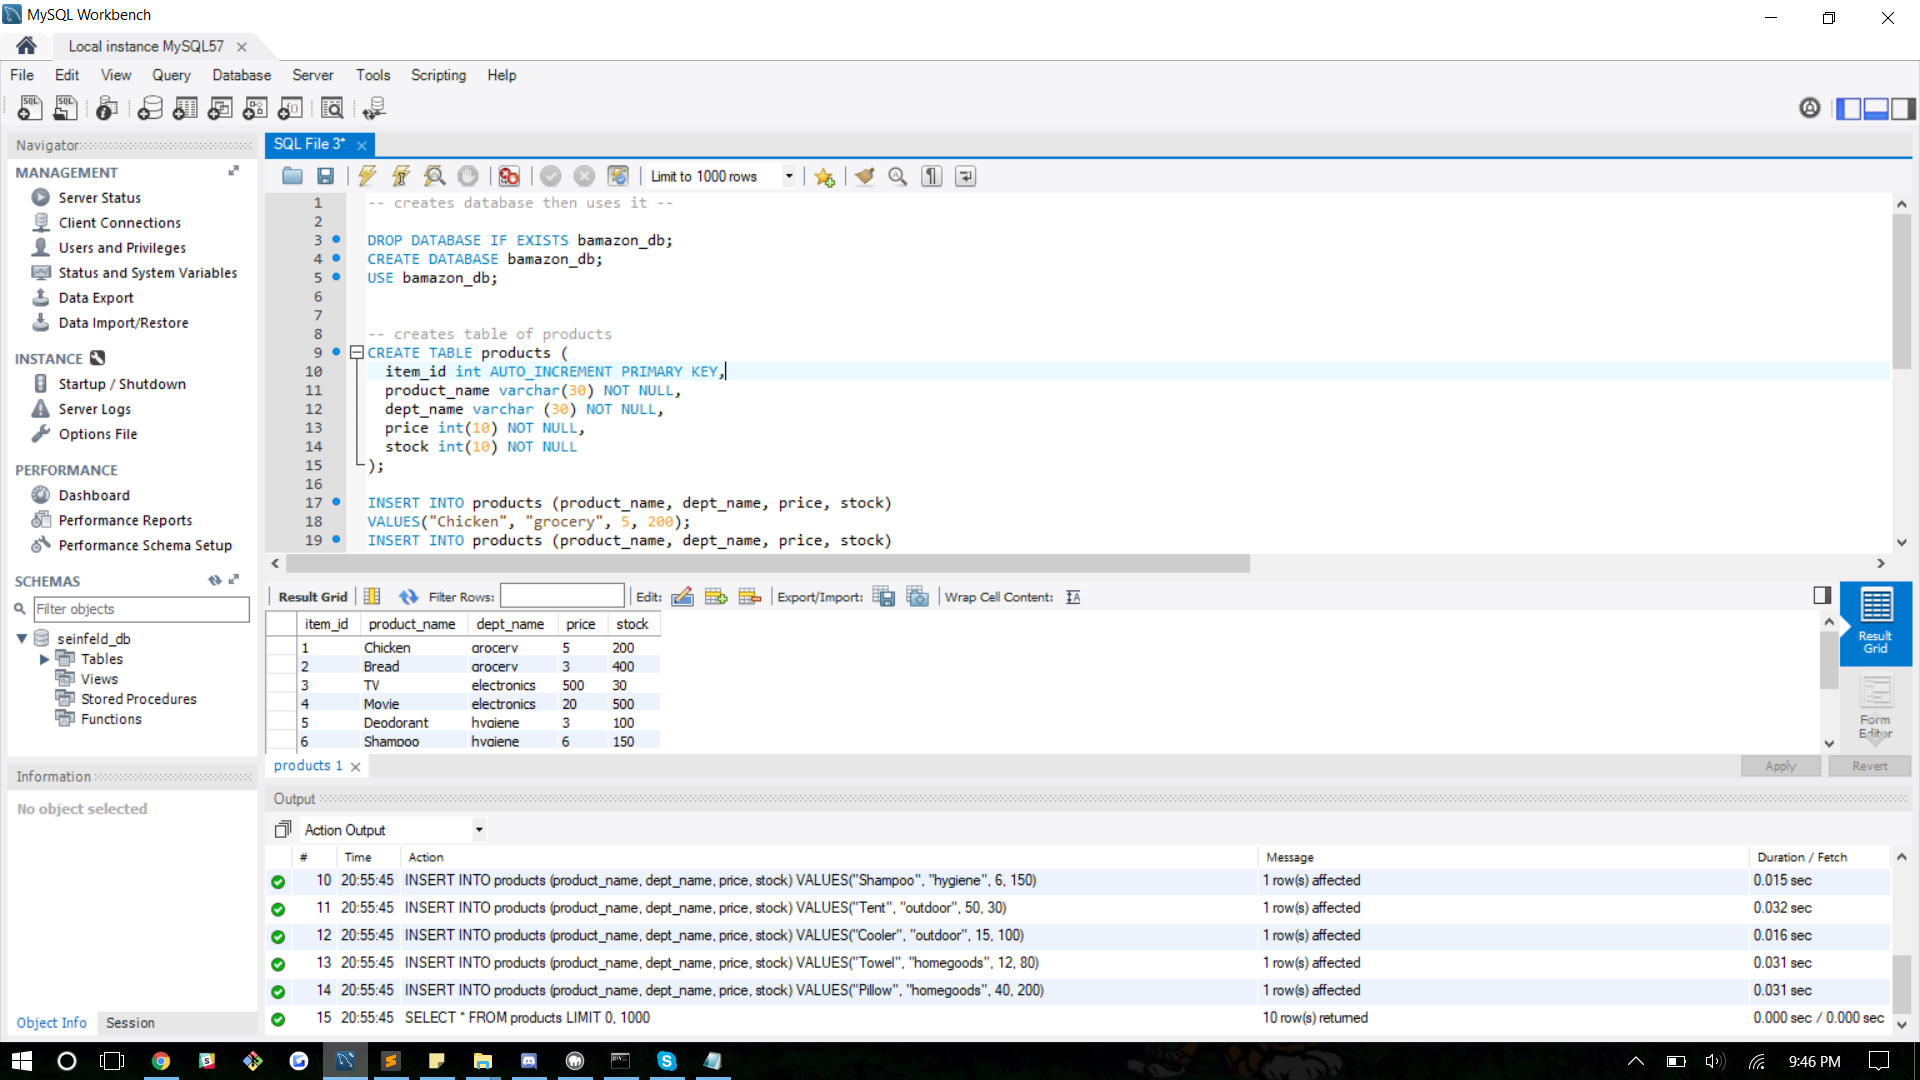 MySQL Workbench
Local instance MySQL57
File Edit View Query Database Server Tools Scripting Help
Navigator
MANAGEMENT
Server Status
Client Connections
Users and Privileges
Status and System Variables
Data Export
Data Import/Restore
INSTANCE
Startup / Shutdown
Server Logs
Options File
PERFORMANCE
Dashboard
Performance Reports
Performance Schema Setup
SCHEMAS
Filter objects
seinfeld_db
Tables
Views
Stored Procedures
Functions
Information
No object selected
Object Info Session
SQL File 3*
Limit to 1000 rows
1 -- creates database then uses it --
2
3 DROP DATABASE IF EXISTS bamazon_db;
4 CREATE DATABASE bamazon_db;
5 USE bamazon_db;
6
7
8 -- creates table of products
9 CREATE TABLE products (
10 item_id int AUTO_INCREMENT PRIMARY KEY,
11 product_name varchar(30) NOT NULL,
12 dept_name varchar (30) NOT NULL,
13 price int(10) NOT NULL,
14 stock int(10) NOT NULL
15 );
16
17 INSERT INTO products (product_name, dept_name, price, stock)
18 VALUES("Chicken", "grocery", 5, 200);
19 INSERT INTO products (product_name, dept_name, price, stock)
Result Grid Filter Rows: Edit: Export/Import: Wrap Cell Content:
item_id product_name dept_name price stock
1 Chicken grocery 5 200
2 Bread grocery 3 400
3 TV electronics 500 30
4 Movie electronics 20 500
5 Deodorant hygiene 3 100
6 Shampoo hygiene 6 150
Result
Grid
Form
Editor
products 1
Apply Revert
Output
Action Output
# Time Action Message Duration / Fetch
10 20:55:45 INSERT INTO products (product_name, dept_name, price, stock) VALUES("Shampoo", "hygiene", 6, 150) 1 row(s) affected 0.015 sec
11 20:55:45 INSERT INTO products (product_name, dept_name, price, stock) VALUES("Tent", "outdoor", 50, 30) 1 row(s) affected 0.032 sec
12 20:55:45 INSERT INTO products (product_name, dept_name, price, stock) VALUES("Cooler", "outdoor", 15, 100) 1 row(s) affected 0.016 sec
13 20:55:45 INSERT INTO products (product_name, dept_name, price, stock) VALUES("Towel", "homegoods", 12, 80) 1 row(s) affected 0.031 sec
14 20:55:45 INSERT INTO products (product_name, dept_name, price, stock) VALUES("Pillow", "homegoods", 40, 200) 1 row(s) affected 0.031 sec
15 20:55:45 SELECT * FROM products LIMIT 0, 1000 10 row(s) returned 0.000 sec / 0.000 sec
9:46 PM